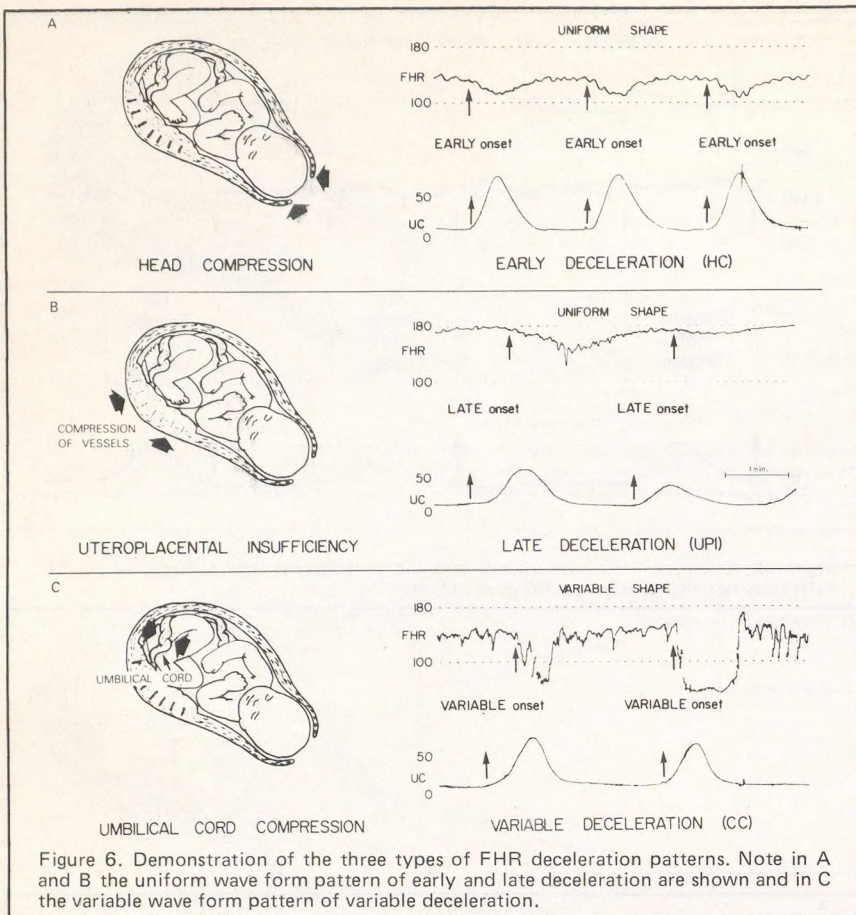 A
UNIFORM SHAPE
180
FHR
100
EARLY onset EARLY onset EARLY onset
50
UC
0
HEAD COMPRESSION
EARLY DECELERATION (HC)
B
UNIFORM SHAPE
180
FHR
100
LATE onset LATE onset
COMPRESSION
OF VESSELS
1 min.
50
UC
0
UTEROPLACENTAL INSUFFICIENCY
LATE DECELERATION (UPI)
C
VARIABLE SHAPE
180
FHR
100
UMBILICAL CORD
VARIABLE onset VARIABLE onset
50
UC
0
UMBILICAL CORD COMPRESSION
VARIABLE DECELERATION (CC)
Figure 6. Demonstration of the three types of FHR deceleration patterns. Note in A
and B the uniform wave form pattern of early and late deceleration are shown and in C
the variable wave form pattern of variable deceleration.